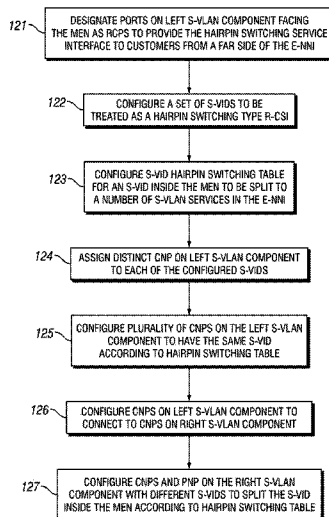 121
DESIGNATE PORTS ON LEFT S-VLAN COMPONENT FACING
THE MEN AS RCPS TO PROVIDE THE HAIRPIN SWITCHING SERVICE
INTERFACE TO CUSTOMERS FROM A FAR SIDE OF THE E-NNI
122
CONFIGURE A SET OF S-VIDS TO BE
TREATED AS A HAIRPIN SWITCHING TYPE R-CSI
123
CONFIGURE S-VID HAIRPIN SWITCHING TABLE
FOR AN S-VID INSIDE THE MEN TO BE SPLIT TO
A NUMBER OF S-VLAN SERVICES IN THE E-NNI
124
ASSIGN DISTINCT CNP ON LEFT S-VLAN COMPONENT
TO EACH OF THE CONFIGURED S-VIDS
125
CONFIGURE PLURALITY OF CNPS ON THE LEFT S-VLAN
COMPONENT TO HAVE THE SAME S-VID
ACCORDING TO HAIRPIN SWITCHING TABLE
126
CONFIGURE CNPS ON LEFT S-VLAN COMPONENT TO
CONNECT TO CNPS ON RIGHT S-VLAN COMPONENT
127
CONFIGURE CNPS AND PNP ON THE RIGHT S-VLAN
COMPONENT WITH DIFFERENT S-VIDS TO SPLIT THE S-VID
INSIDE THE MEN ACCORDING TO HAIRPIN SWITCHING TABLE